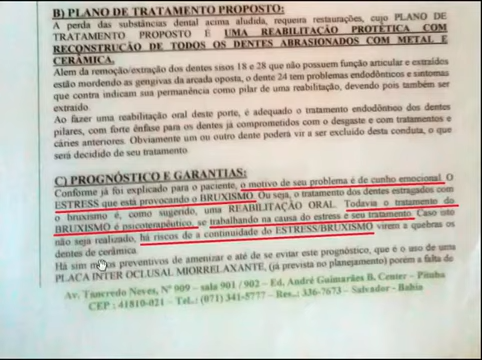 B) PLANO DE TRATAMENTO PROPOSTO:
A perda das substâncias dental acima aludida, requeira restaurações, cujo PLANO DE
TRATAMENTO PROPOSTO É UMA REABILITAÇÃO PROTÉTICA COM
RECONSTRUÇÃO DE TODOS OS DENTES ABRASIONADOS COM METAL E
CERÂMICA.
Alem da remoção/extração dos dentes sisos 18 e 28 que não possuem função articular e extraídos
estão mordendo as gengivas da arcada oposta, o dente 24 tem problemas endodônticos e sintomas
que contra indicam sua permanência como pilar de uma reabilitação, devendo pois também ser
extraído
Ao fazer uma reabilitação oral deste porte, é adequado o tratamento endodôntico dos dentes
pilares, com forte ênfase para os dentes já comprometidos com o desgaste e com tratamentos e
cáries anteriores. Obviamente um ou outro dente poderá vir a ser excluído desta conduta, o que
será decidido de seu tratamento
C) PROGNÓSTICO E GARANTIAS:
Conforme já foi explicado para o paciente, o motivo de seu problema é de cunho emocional. O
ESTRESS que está provocando o BRUXISMO. Ou seja, o tratamento dos dentes estragados com
o bruxismo é, como sugerido, uma REABILITAÇÃO ORAL. Todavia o tratamento do
BRUXISMO é psicoterapêutico, se trabalhando na causa do estress e seu tratamento. Caso isto
não seja realizado, há riscos de a continuidade do ESTRESS/BRUXISMO virem a quebras os
dentes de cerâmica.
Há sim preventivos de amenizar e até de se evitar este prognóstico, que é o uso de uma
PLACA INTER OCLUSAL MIORRELAXANTE, (já prevista no planejamento) porém a falta de
Av. Tancredo Neves, Nº 909 – sala 901 / 902 – Ed. André Guimarães B. Center – Pituba
CEP : 41810-021 – Tel.: (071) 341-5777 – Res.: 336-7673 – Salvador - Bahia